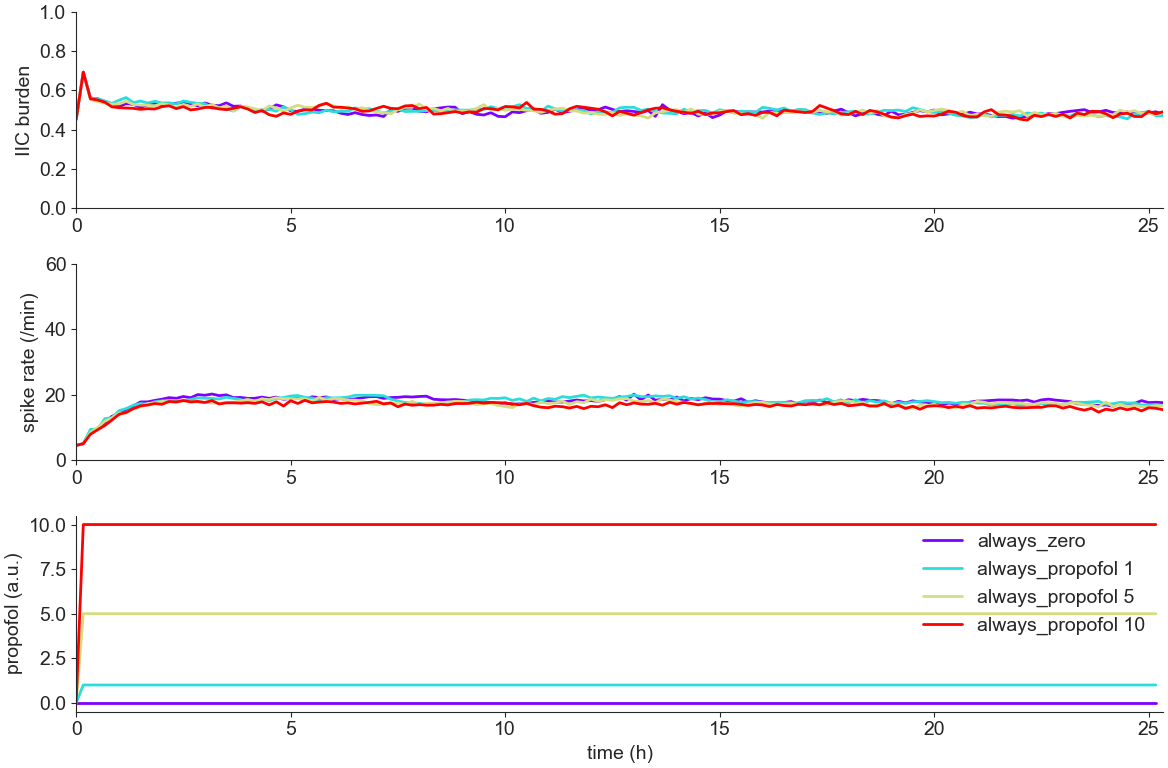 IIC burden
1.0
0.8
0.6
0.4
0.2
0.0
0 5 10 15 20 25
spike rate (/min)
60
40
20
0
0 5 10 15 20 25
propofol (a.u.)
10.0
7.5
5.0
2.5
0.0
always_zero
always_propofol 1
always_propofol 5
always_propofol 10
0 5 10 15 20 25
time (h)